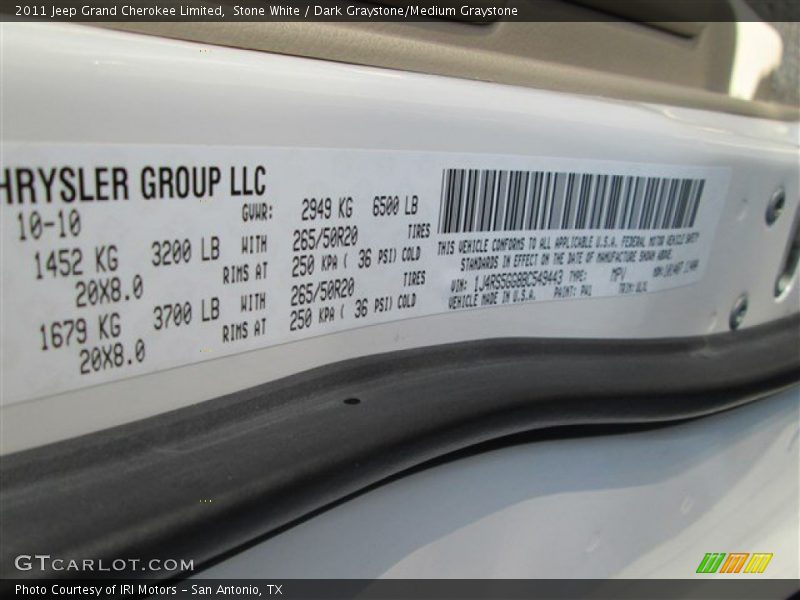 2011 Jeep Grand Cherokee Limited, Stone White / Dark Graystone/Medium Graystone
HRYSLER GROUP LLC
10-10 GVWR: 2949 KG 6500 LB
1452 KG 3200 LB WITH 265/50R20 TIRES
20X8.0 RIMS AT 250 KPA ( 36 PSI) COLD
1679 KG 3700 LB WITH 265/50R20 TIRES
20X8.0 RIMS AT 250 KPA ( 36 PSI) COLD
THIS VEHICLE CONFORMS TO ALL APPLICABLE U.S.A. FEDERAL MOTOR VEHICLE SAFETY
STANDARDS IN EFFECT ON THE DATE OF MANUFACTURE SHOWN ABOVE.
VIN: TYPE: MPV
VEHICLE MADE IN U.S.A. PAINT: PW1 TRIM:
GTCARLOT.COM
Photo Courtesy of IRI Motors – San Antonio, TX